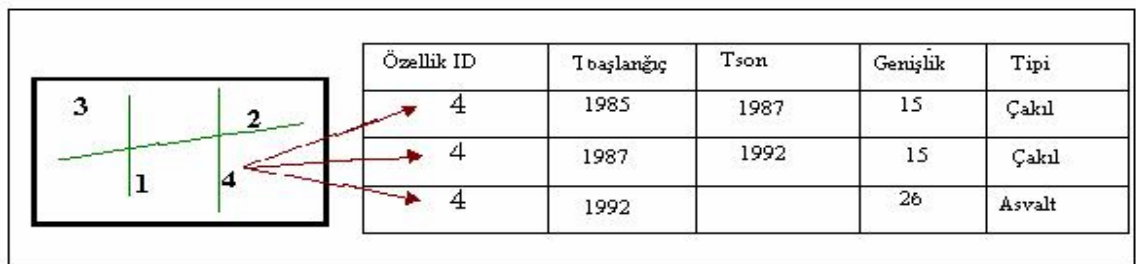 Özellik ID Tbaşlangıç Tson Genişlik Tipi
4 1985 1987 15 Çakıl
4 1987 1992 15 Çakıl
4 1992 26 Asvalt
3
2
1 4